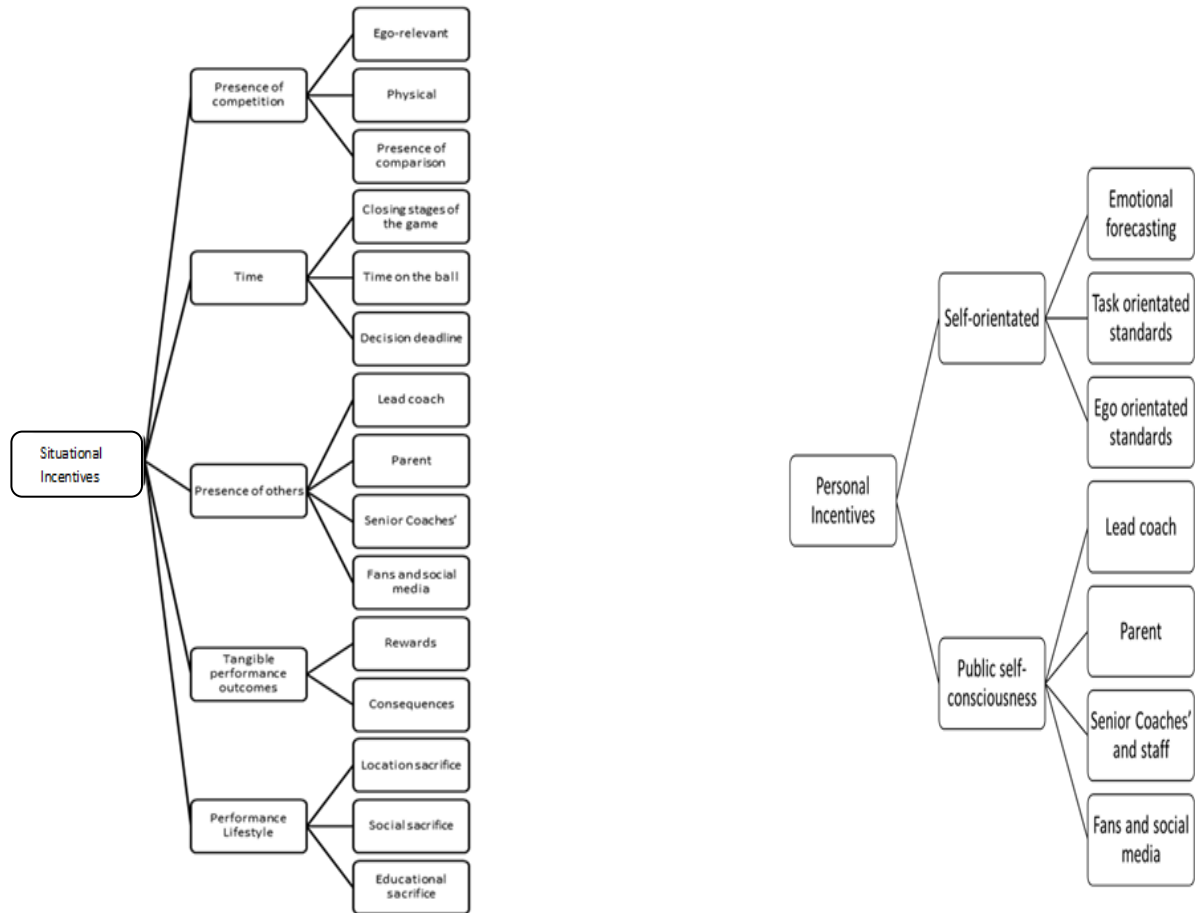 Situational
Incentives
Presence of
competition
Ego-relevant
Physical
Presence of
comparison
Time
Closing stages of
the game
Time on the ball
Decision deadline
Presence of others
Lead coach
Parent
Senior Coaches'
Fans and social
media
Tangible
performance
outcomes
Rewards
Consequences
Performance
Lifestyle
Location sacrifice
Social sacrifice
Educational
sacrifice
Personal
Incentives
Self-orientated
Emotional
forecasting
Task orientated
standards
Ego orientated
standards
Public self-
consciousness
Lead coach
Parent
Senior Coaches'
and staff
Fans and social
media